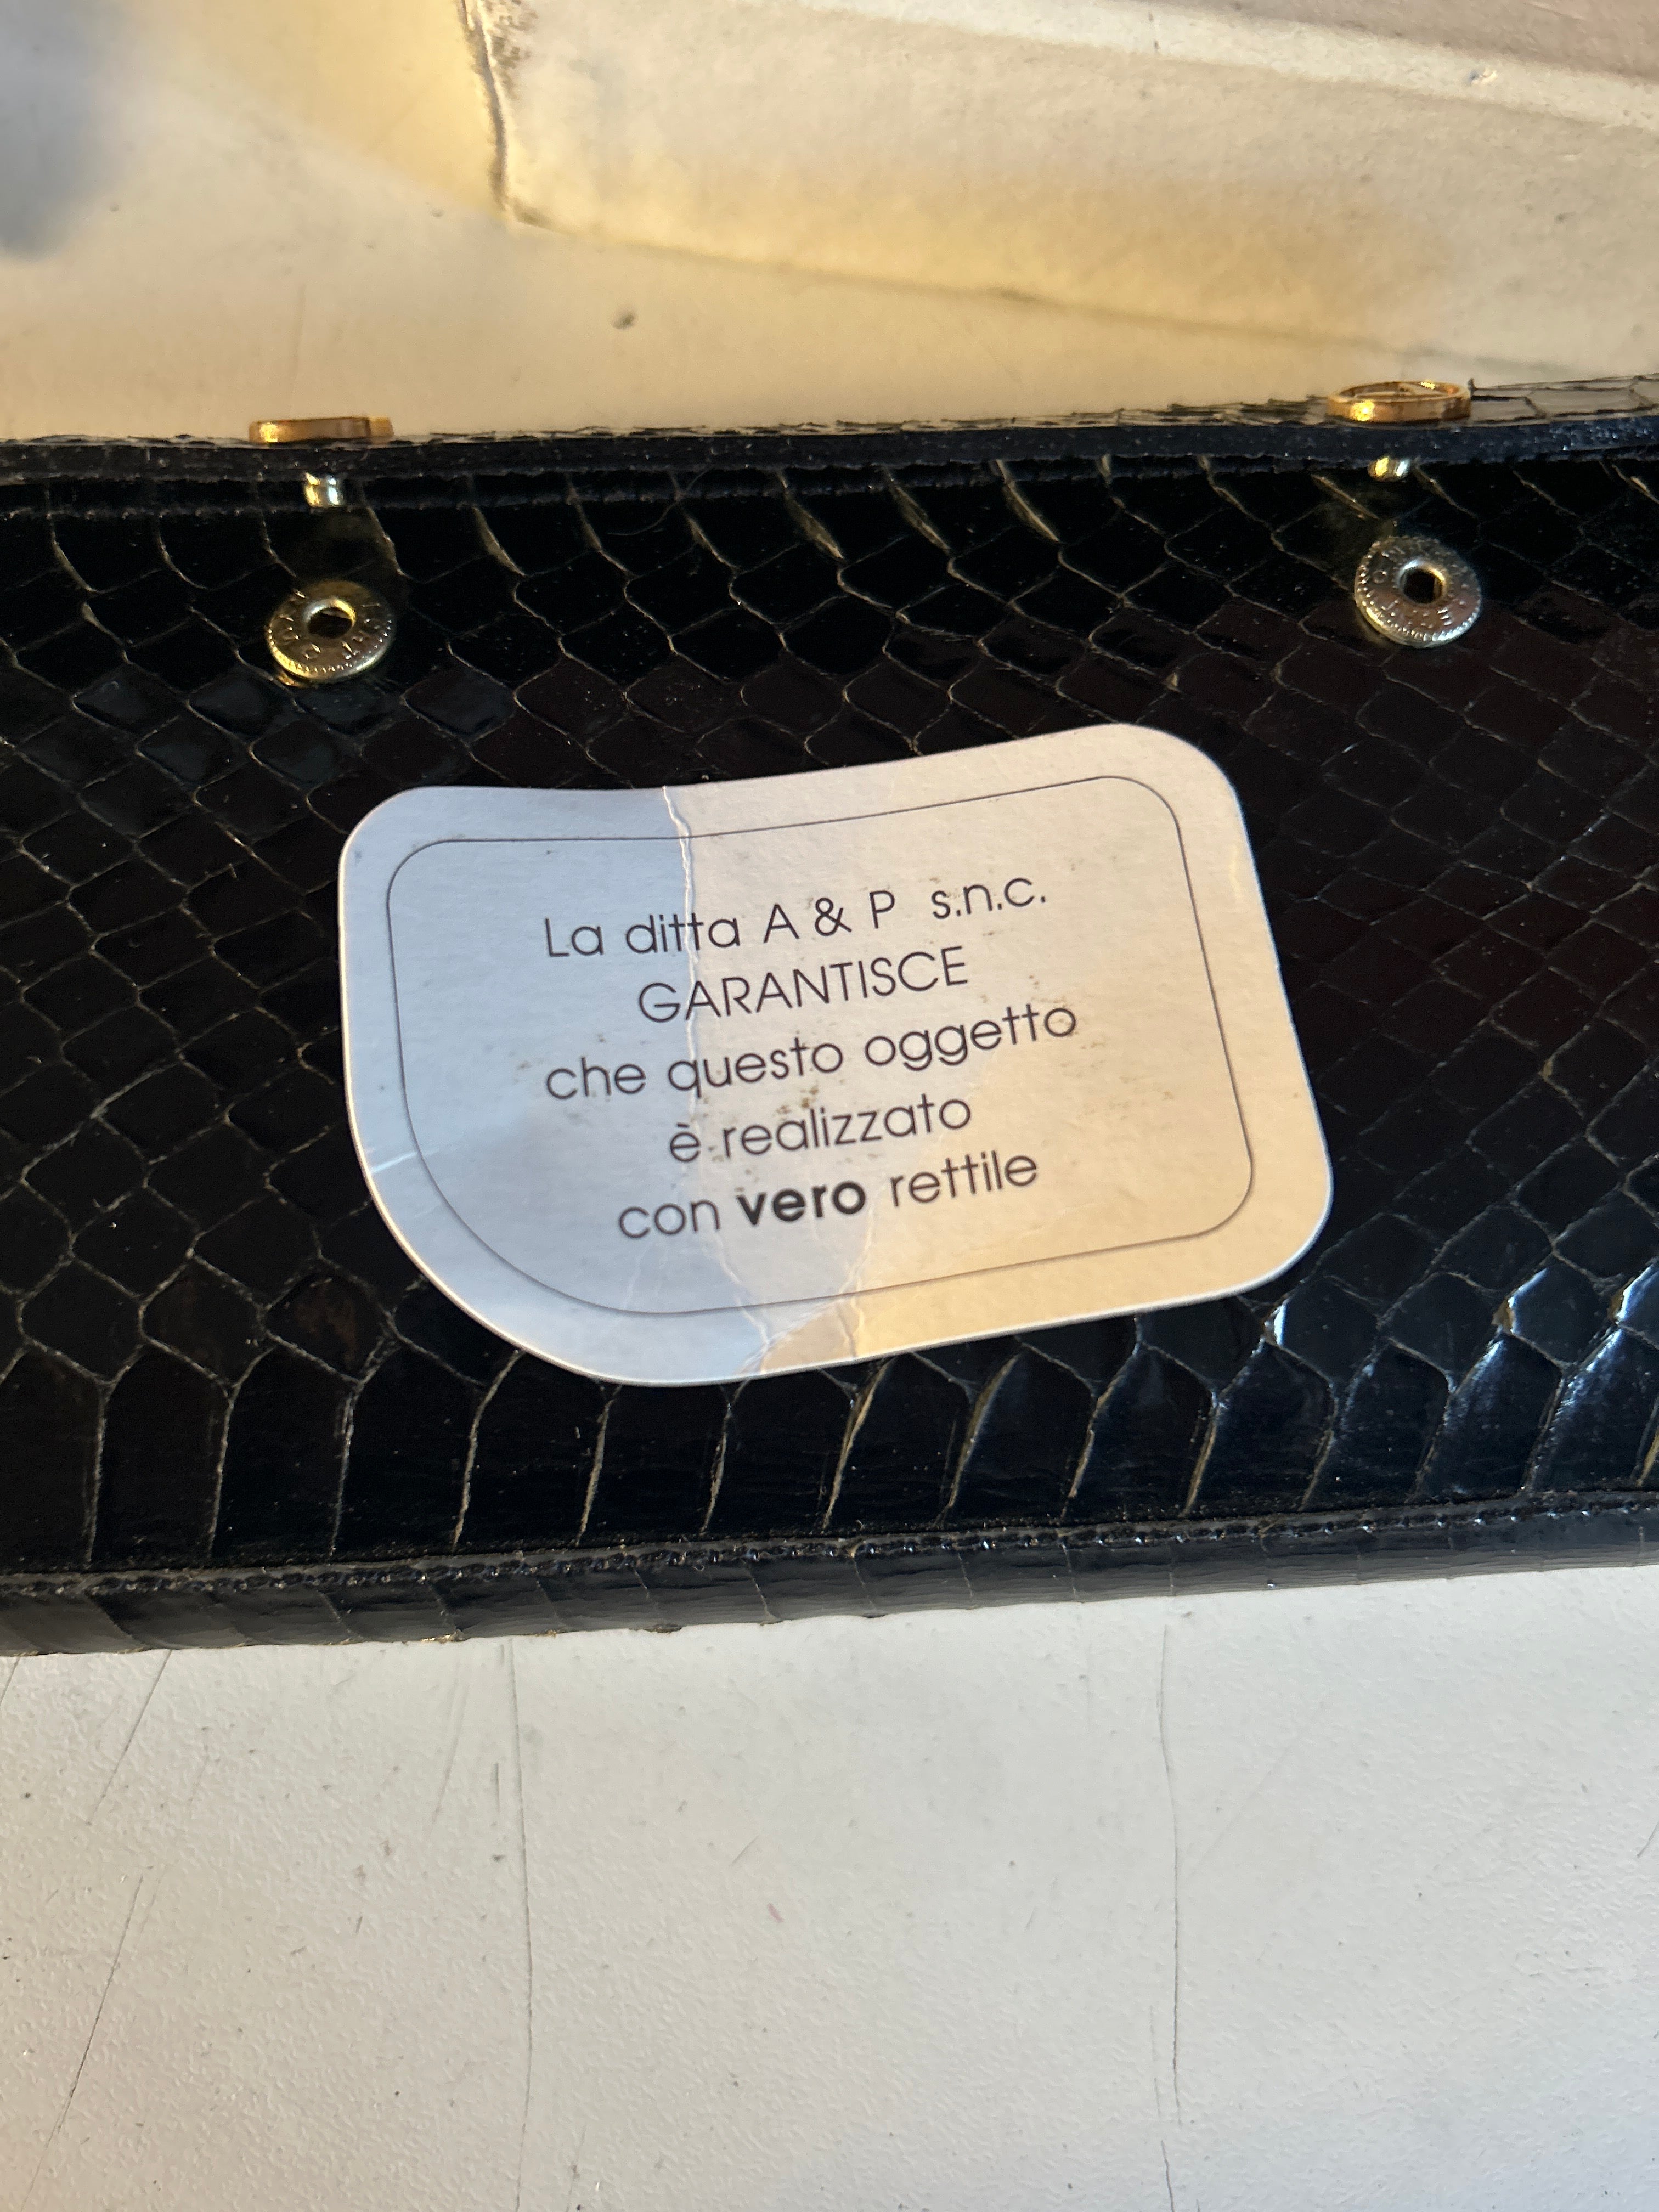 La ditta A & P s.n.c.
GARANTISCE
che questo oggetto
è realizzato
con vero rettile